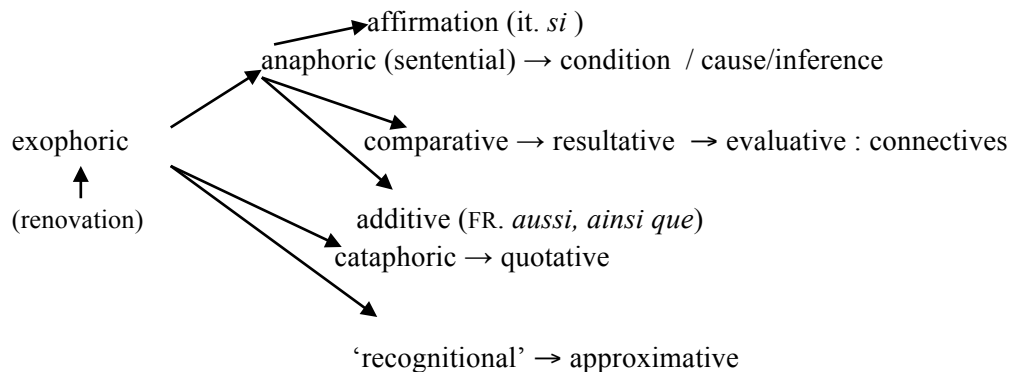 affirmation (it. si )
anaphoric (sentential) → condition / cause/inference
exophoric
comparative → resultative → evaluative : connectives
(renovation)
additive (FR. aussi, ainsi que)
cataphoric → quotative
‘recognitional’ → approximative